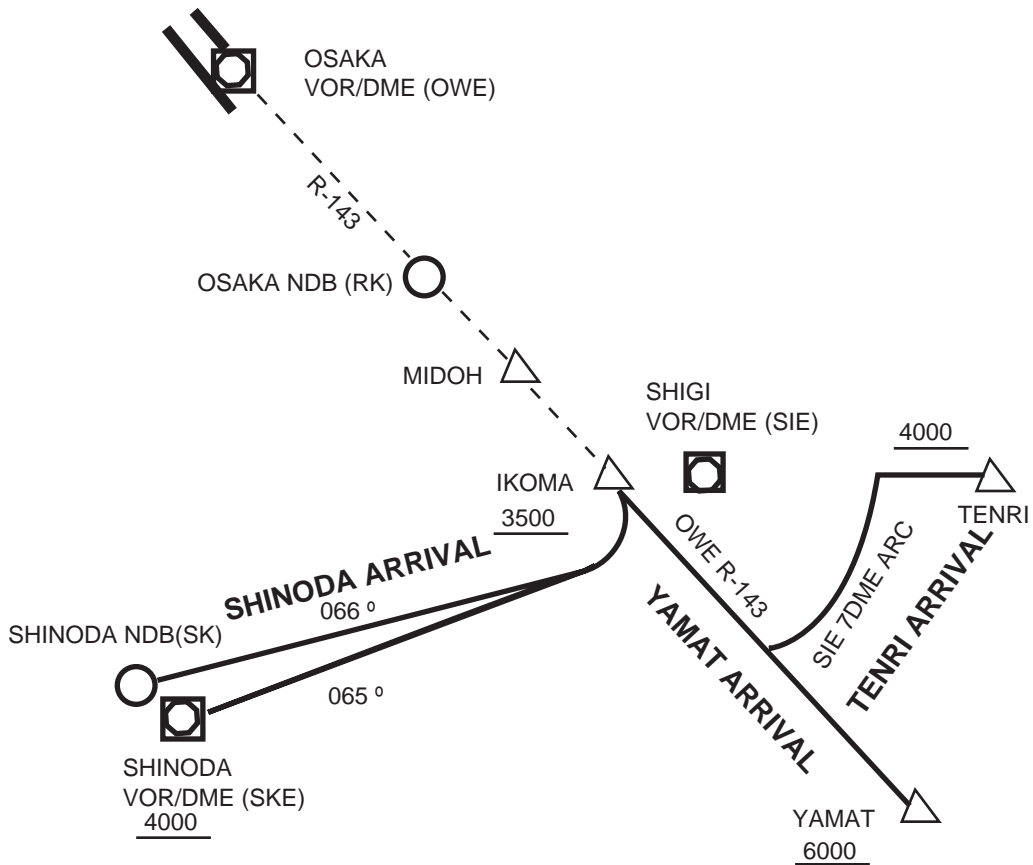 OSAKA
VOR/DME (OWE)
R-143
OSAKA NDB (RK)
MIDOH
SHIGI
VOR/DME (SIE)
4000
IKOMA
3500
TENRI
OWE R-143
SIE 7DME ARC
TENRI ARRIVAL
YAMAT ARRIVAL
SHINODA ARRIVAL
066 º
SHINODA NDB(SK)
065 º
SHINODA
VOR/DME (SKE)
4000
YAMAT
6000